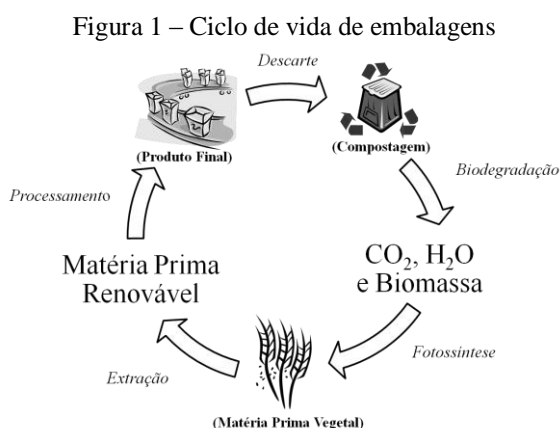 Figura 1 – Ciclo de vida de embalagens
Descarte
(Produto Final)
(Compostagem)
Biodegradação
Processamento
CO₂, H₂O
e Biomassa
Matéria Prima
Renovável
Fotossíntese
Extração
(Matéria Prima Vegetal)